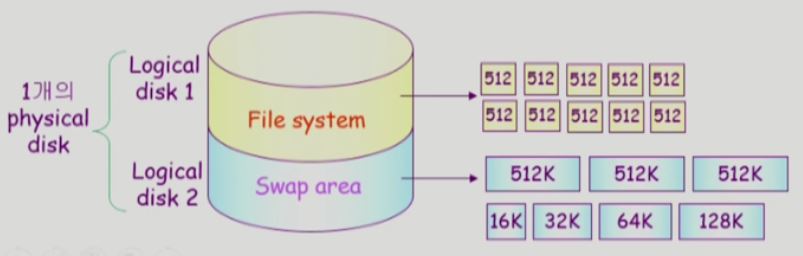 1개의
physical
disk
Logical
disk 1
Logical
disk 2
File system
Swap area
512 512 512 512 512
512 512 512 512 512
512K 512K 512K
16K 32K 64K 128K